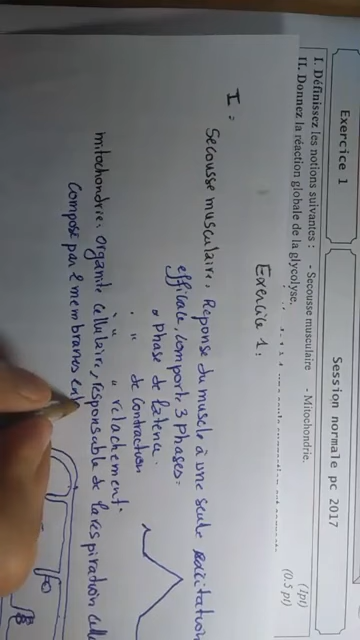 Exercice 1
Session normale pc 2017
I. Définissez les notions suivantes : - Secousse musculaire - Mitochondrie. (1pt)
II. Donnez la réaction globale de la glycolyse. (0.5 pt)
Exercice 1:
I:
Secousse musculaire, Reponse du muscle à une seule excitation
efficace, comporte 3 phases:
phase de latence.
" de Contraction
" " relachement
mitochondrie. organite cellulaire, responsable de la respiration
Composé par 2 membranes